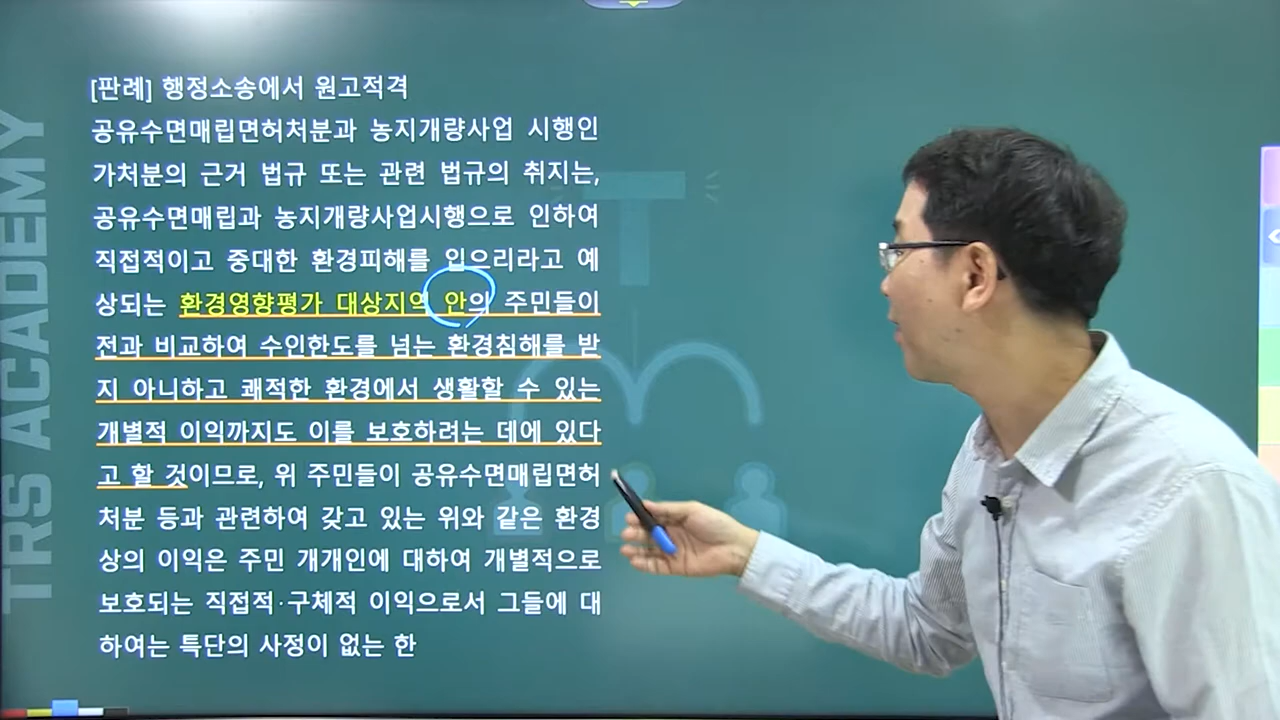 [판례] 행정소송에서 원고적격
공유수면매립면허처분과 농지개량사업 시행인
가처분의 근거 법규 또는 관련 법규의 취지는,
공유수면매립과 농지개량사업시행으로 인하여
직접적이고 중대한 환경피해를 입으리라고 예
상되는 환경영향평가 대상지역 안의 주민들이
전과 비교하여 수인한도를 넘는 환경침해를 받
지 아니하고 쾌적한 환경에서 생활할 수 있는
개별적 이익까지도 이를 보호하려는 데에 있다
고 할 것이므로, 위 주민들이 공유수면매립면허
처분 등과 관련하여 갖고 있는 위와 같은 환경
상의 이익은 주민 개개인에 대하여 개별적으로
보호되는 직접적·구체적 이익으로서 그들에 대
하여는 특단의 사정이 없는 한
TRS ACADEMY